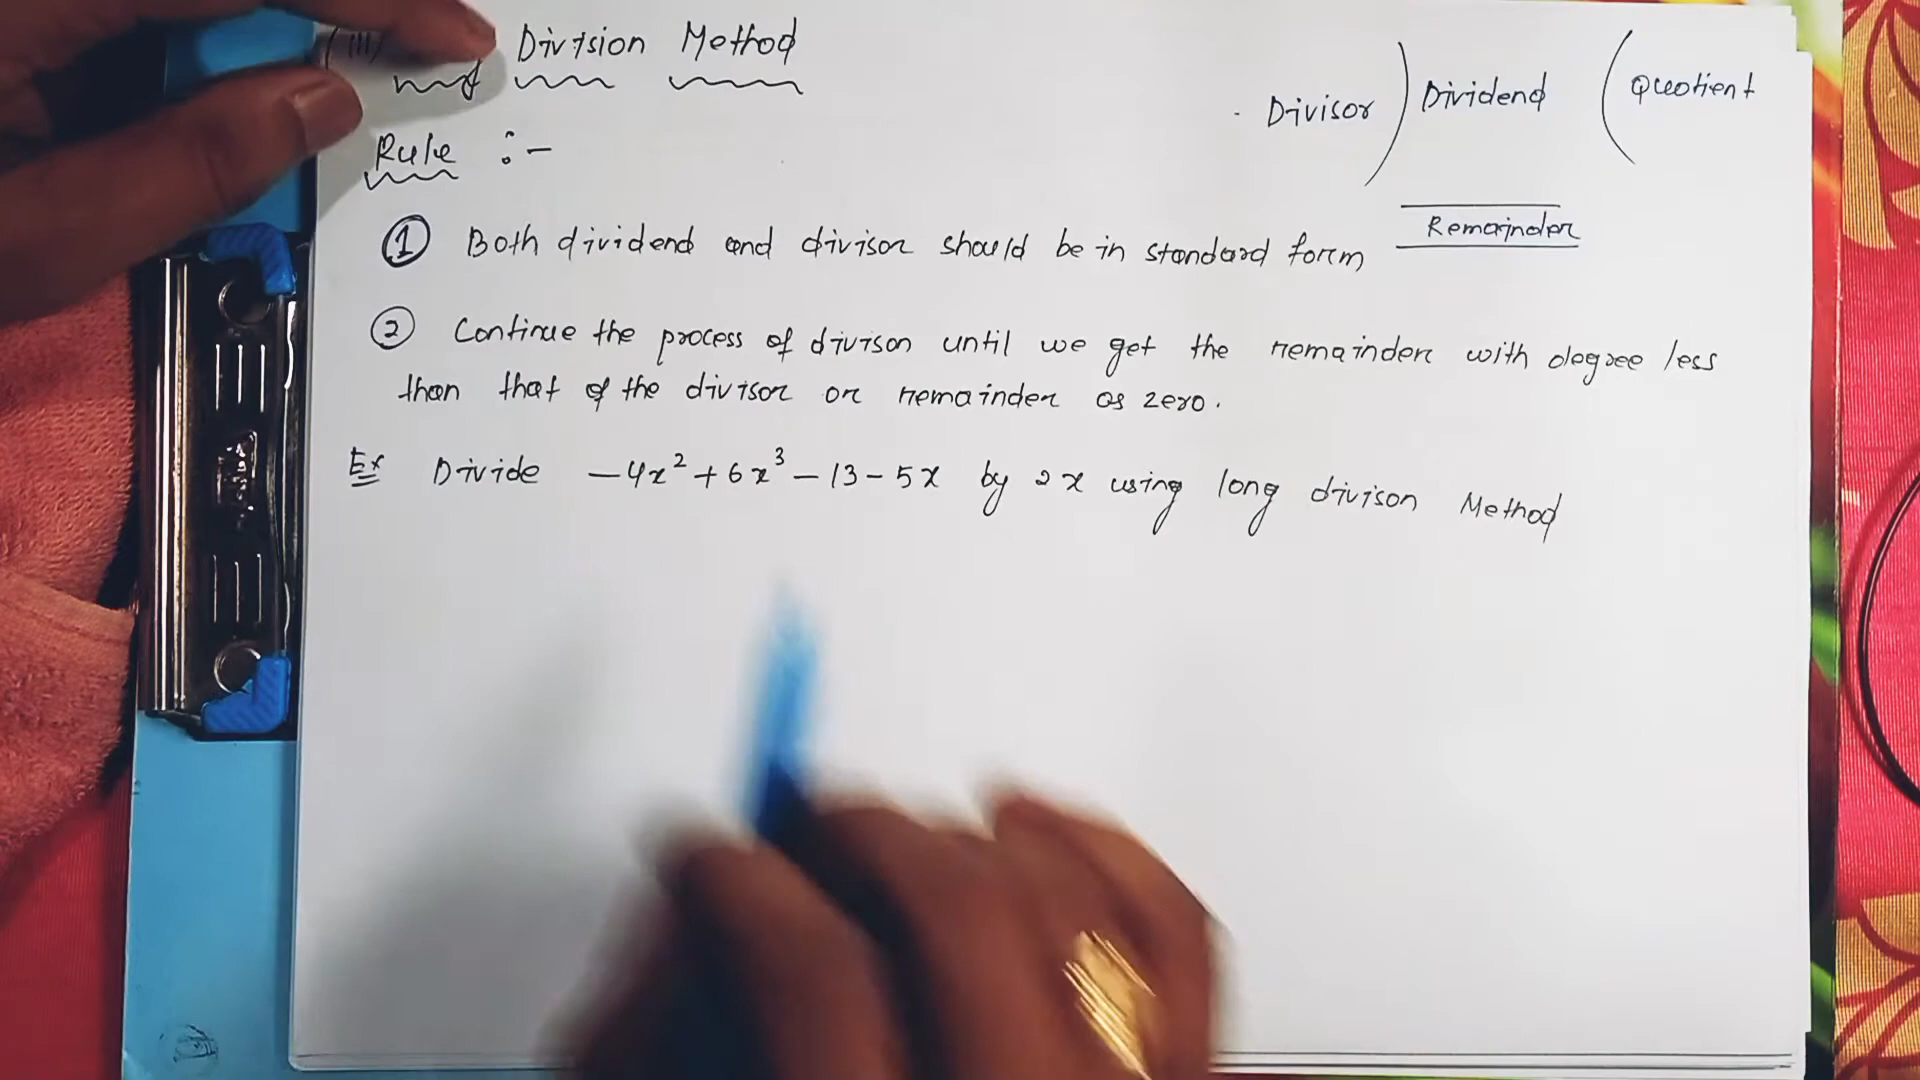 (III) Division Method
Divisor ) Dividend ( Quotient
Remainder
Rule :-
① Both dividend and divisor should be in standard form
② Continue the process of divison until we get the remainder with degree less
than that of the divisor or remainder as zero.
Ex Divide −4x² + 6x³ − 13 − 5x by 2x using long divison Method